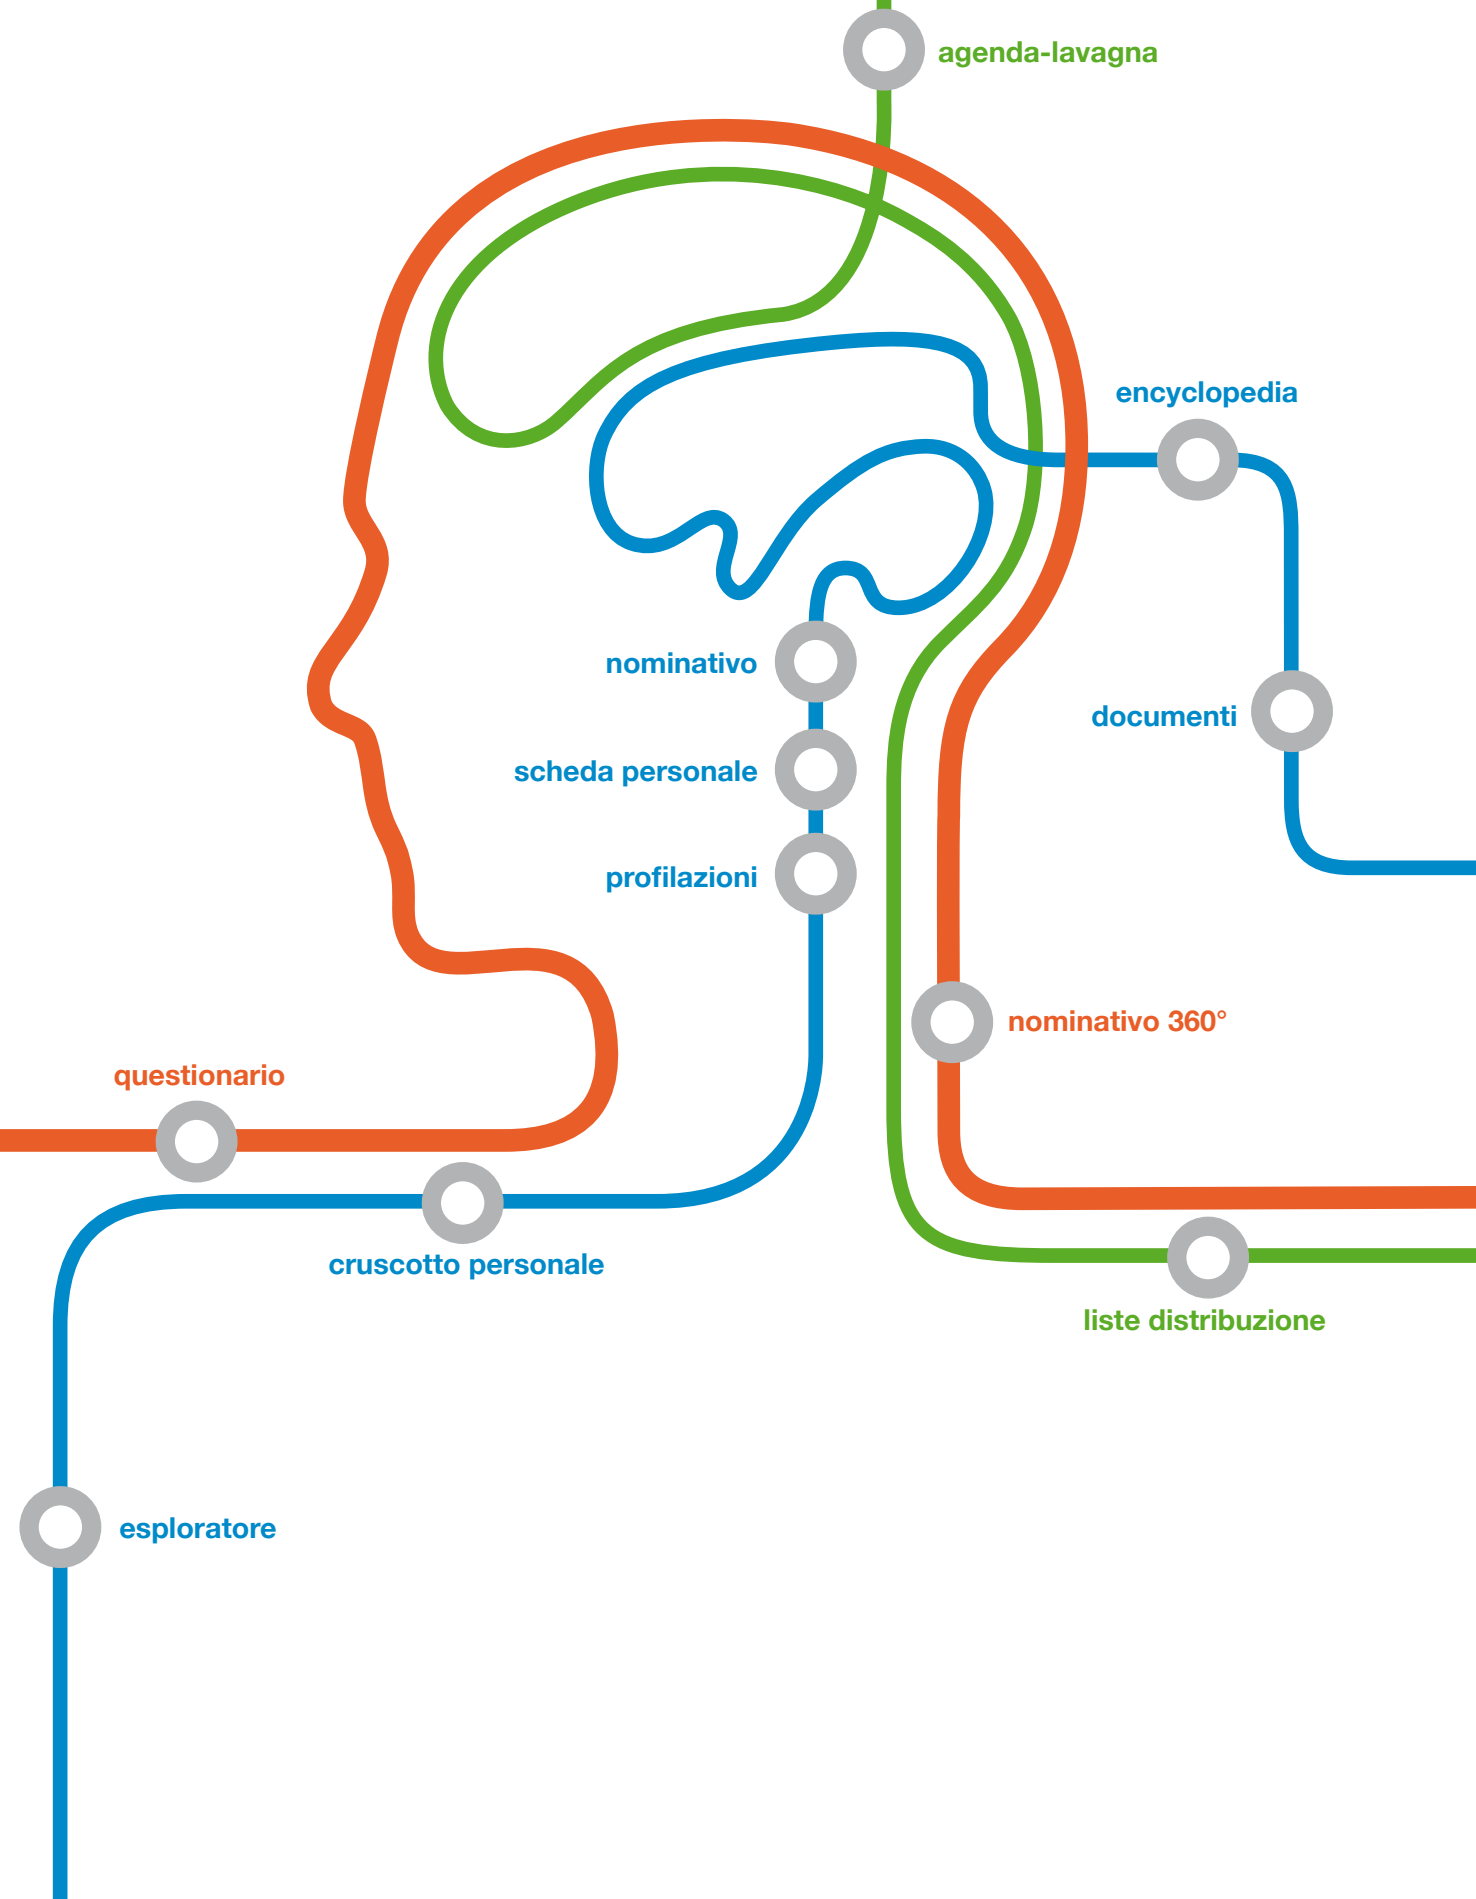 agenda-lavagna
encyclopedia
nominativo
documenti
scheda personale
profilazioni
nominativo 360°
questionario
cruscotto personale
liste distribuzione
esploratore